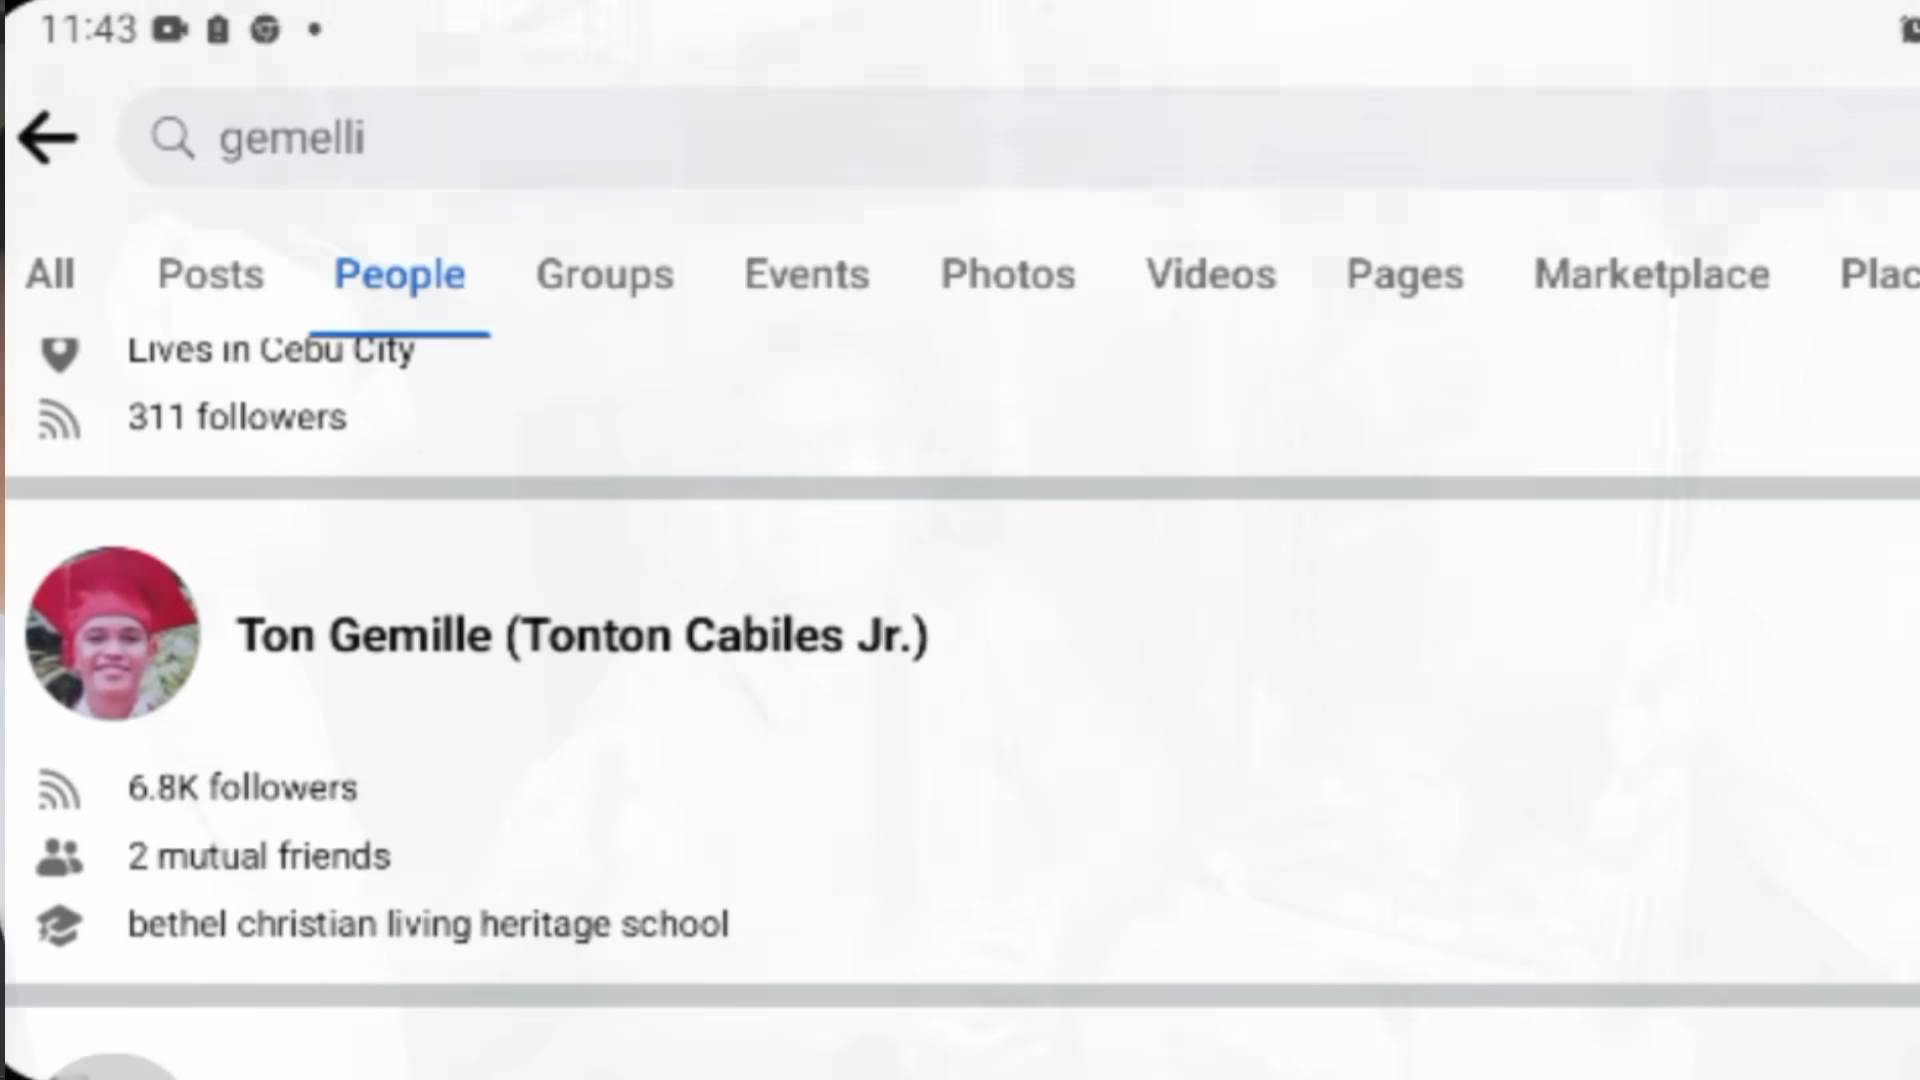 11:43
gemelli
All Posts People Groups Events Photos Videos Pages Marketplace Plac
Lives in Cebu City
311 followers
Ton Gemille (Tonton Cabiles Jr.)
6.8K followers
2 mutual friends
bethel christian living heritage school